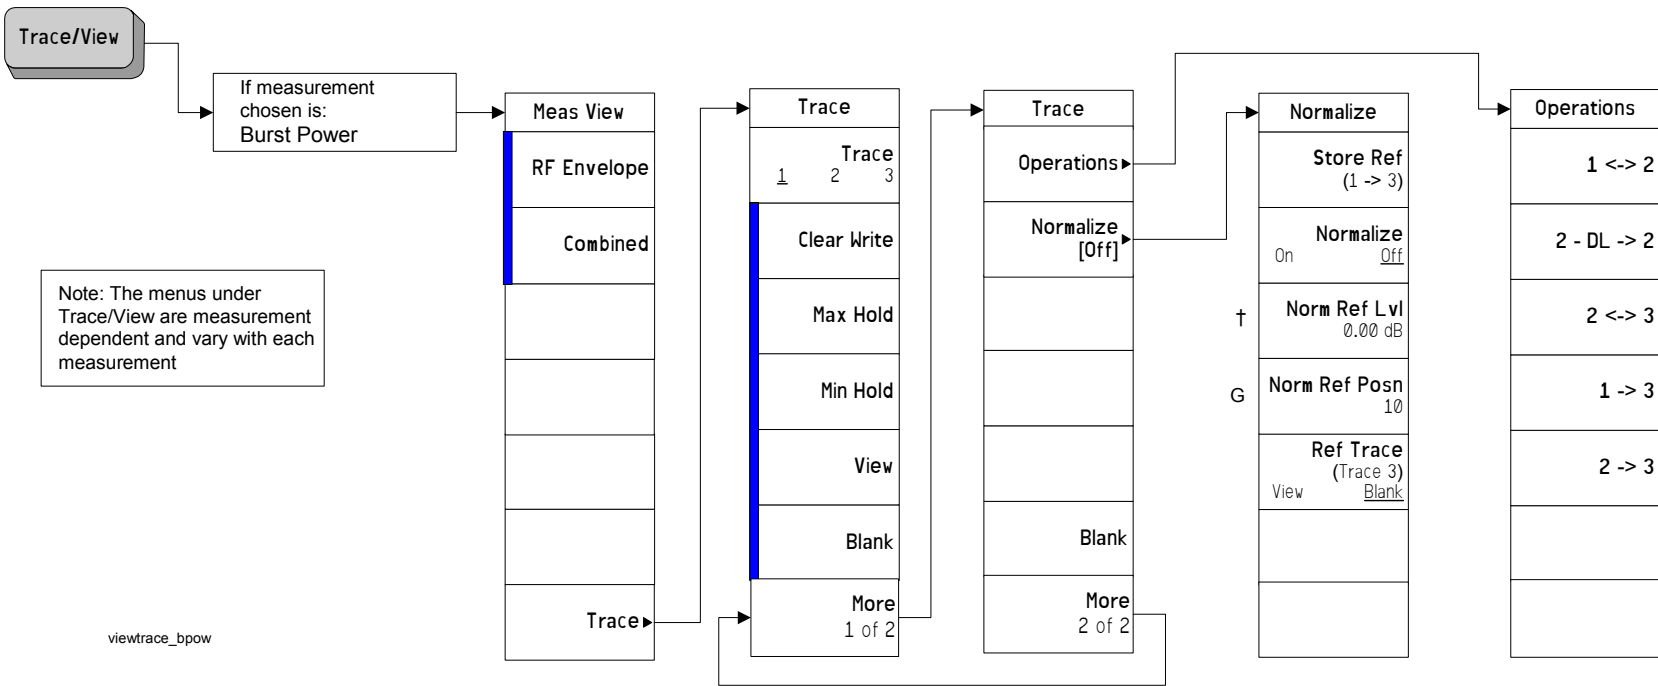 Trace/View
If measurement
chosen is:
Burst Power
Note: The menus under
Trace/View are measurement
dependent and vary with each
measurement
viewtrace_bpow
Meas View
RF Envelope
Combined
Trace
Trace
Trace
1 2 3
Clear Write
Max Hold
Min Hold
View
Blank
More
1 of 2
Trace
Operations
Normalize
[Off]
Blank
More
2 of 2
Normalize
Store Ref
(1 -> 3)
Normalize
On Off
† Norm Ref Lvl
0.00 dB
G Norm Ref Posn
10
Ref Trace
(Trace 3)
View Blank
Operations
1 <-> 2
2 - DL -> 2
2 <-> 3
1 -> 3
2 -> 3